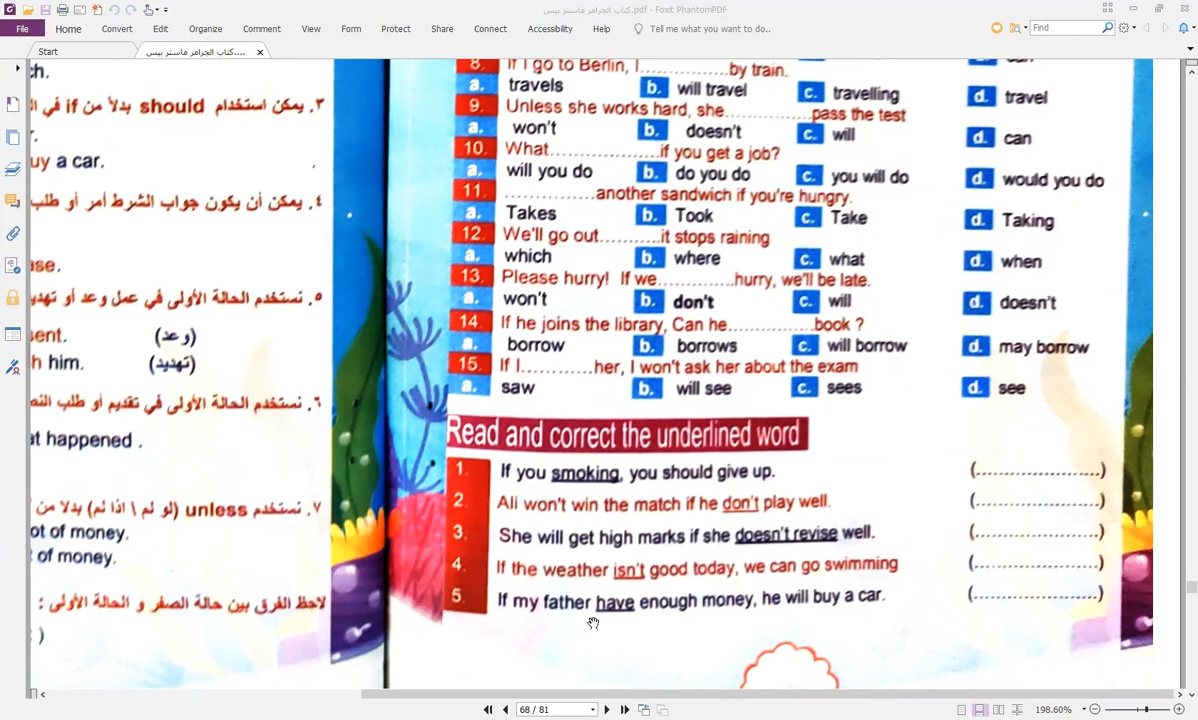 كتاب الجرامر ماستر بيس.pdf - Foxit PhantomPDF
File Home Convert Edit Organize Comment View Form Protect Share Connect Accessibility Help Tell me what you want to do.. Find
Start كتاب الجرامر ماستر بيس....
ch.
٣. يمكن استخدام should بدلاً من if في
r.
uy a car.
٤. يمكن أن يكون جواب الشرط أمر أو طلب
ase.
٥. نستخدم الحالة الأولى في عمل وعد أو تهديد
sent. (وعد)
h him. (تهديد)
٦. نستخدم الحالة الأولى في تقديم أو طلب
at happened .
٧. نستخدم unless (لو لم \ اذا لم) بدلا من
ot of money.
of money.
لاحظ الفرق بين حالة الصفر و الحالة الأولى :
)
8. If I go to Berlin, I.............by train.
a. travels b. will travel c. travelling d. travel
9. Unless she works hard, she.............pass the test
a. won't b. doesn't c. will d. can
10. What................if you get a job?
a. will you do b. do you do c. you will do d. would you do
11. .............another sandwich if you're hungry.
a. Takes b. Took c. Take d. Taking
12. We'll go out..........it stops raining
a. which b. where c. what d. when
13. Please hurry! If we............hurry, we'll be late.
a. won't b. don't c. will d. doesn't
14. If he joins the library, Can he.............book ?
a. borrow b. borrows c. will borrow d. may borrow
15. If I...........her, I won't ask her about the exam
a. saw b. will see c. sees d. see
Read and correct the underlined word
1. If you smoking, you should give up. (.....................)
2. Ali won't win the match if he don't play well. (.....................)
3. She will get high marks if she doesn't revise well. (.....................)
4. If the weather isn't good today, we can go swimming (.....................)
5. If my father have enough money, he will buy a car. (.....................)
68 / 81 198.60%